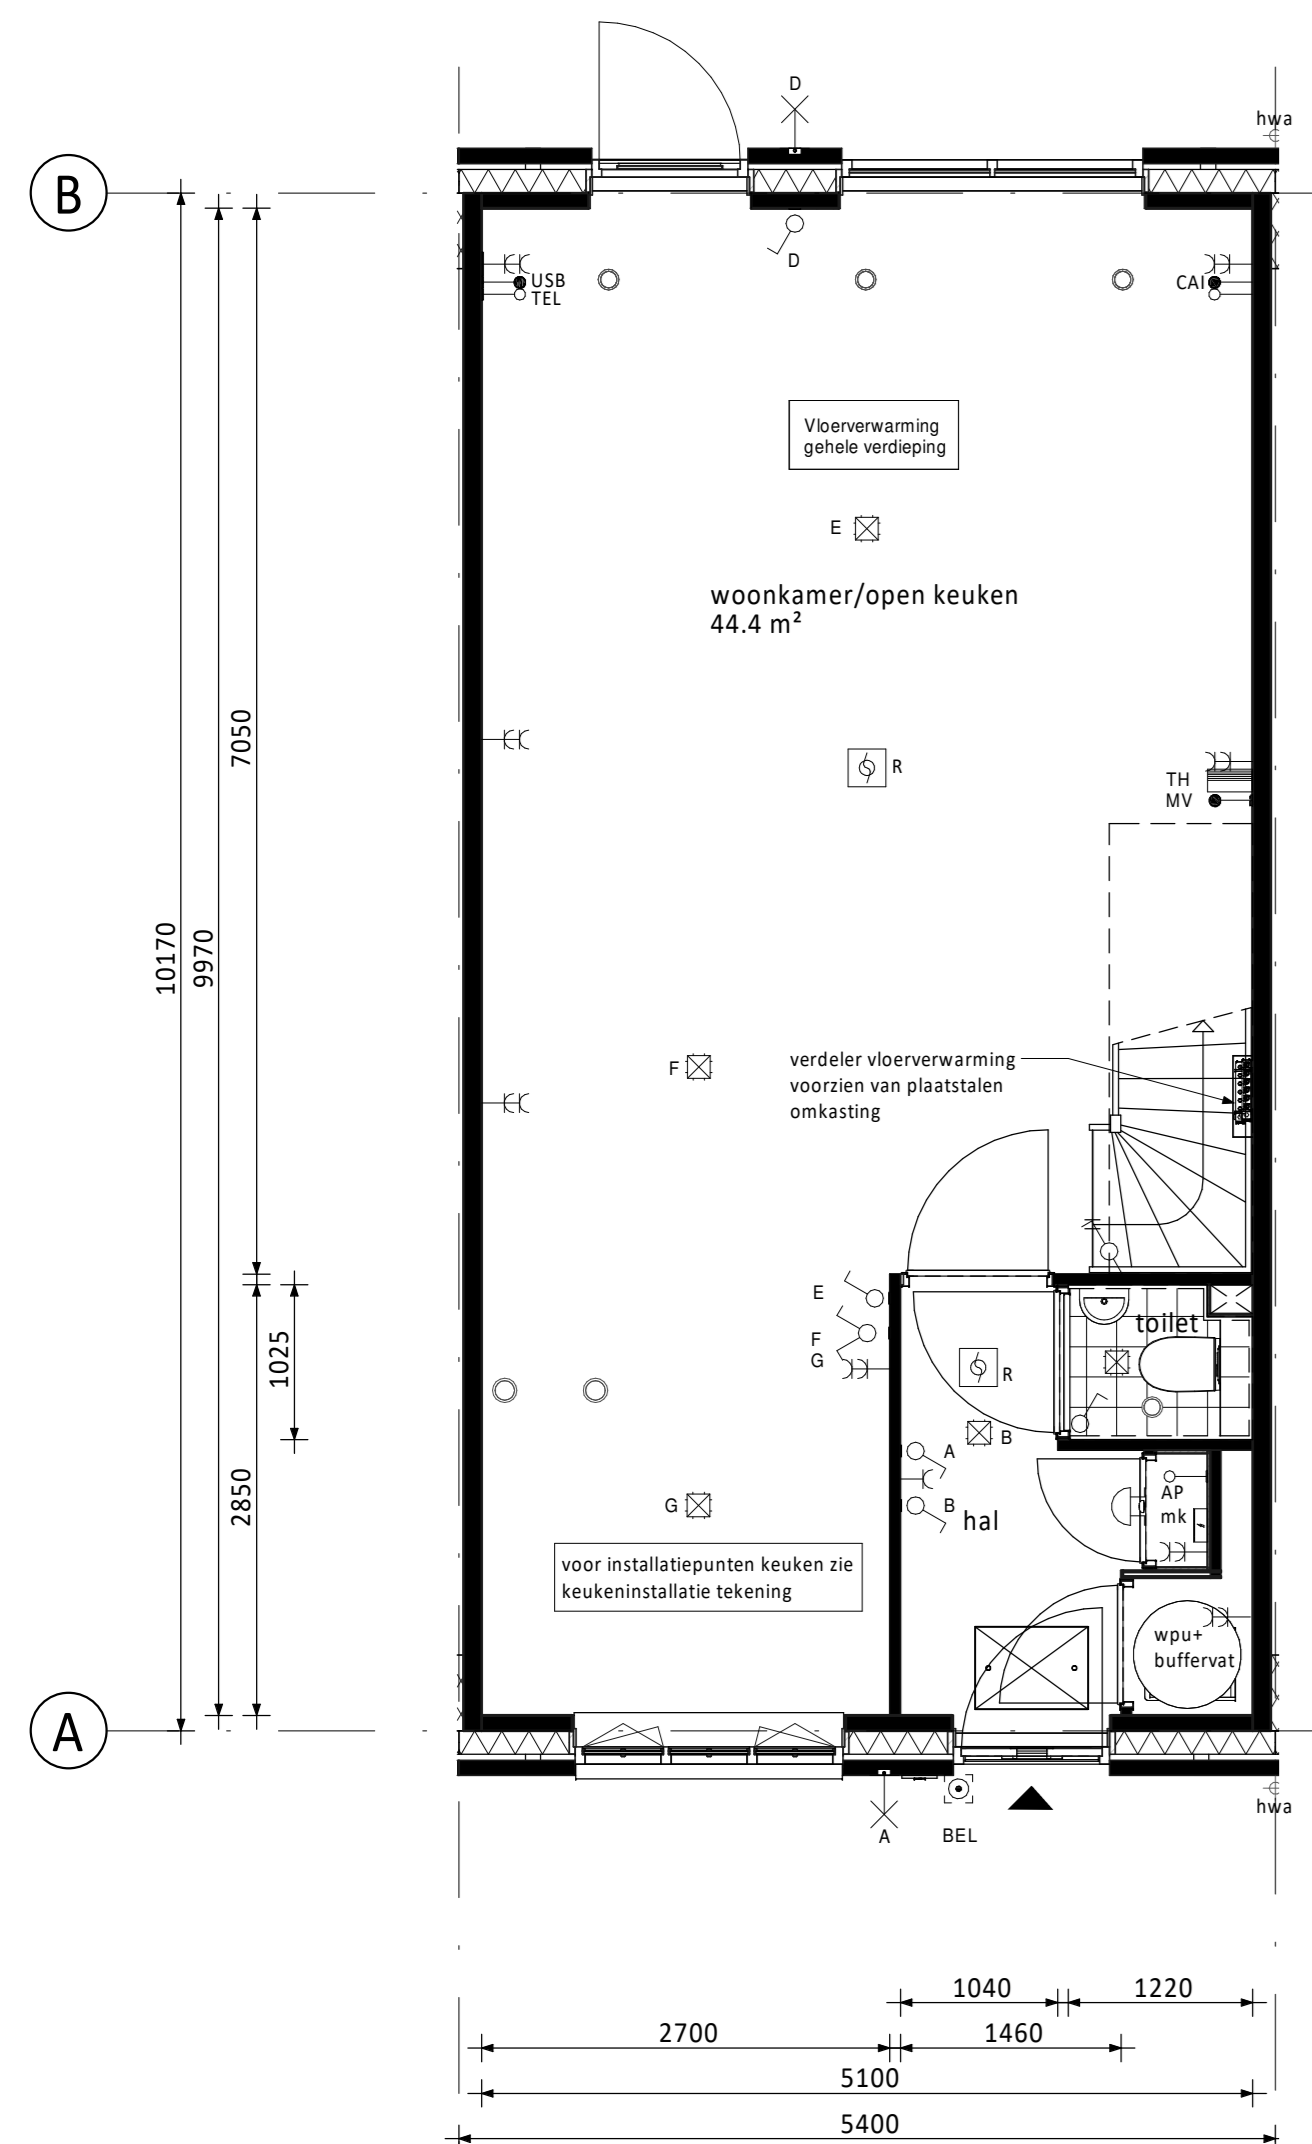 D
hwa
B
D
USB
TEL
CAI
Vloerverwarming
gehele verdieping
E
woonkamer/open keuken
44.4 m²
7050
R
TH
MV
10170
9970
F
verdeler vloerverwarming
voorzien van plaatstalen
omkasting
E
F
G
toilet
1025
R
B
A
2850
G
B
hal
AP
mk
voor installatiepunten keuken zie
keukeninstallatie tekening
wpu+
buffervat
A
hwa
A
BEL
1040
1220
2700
1460
5100
5400